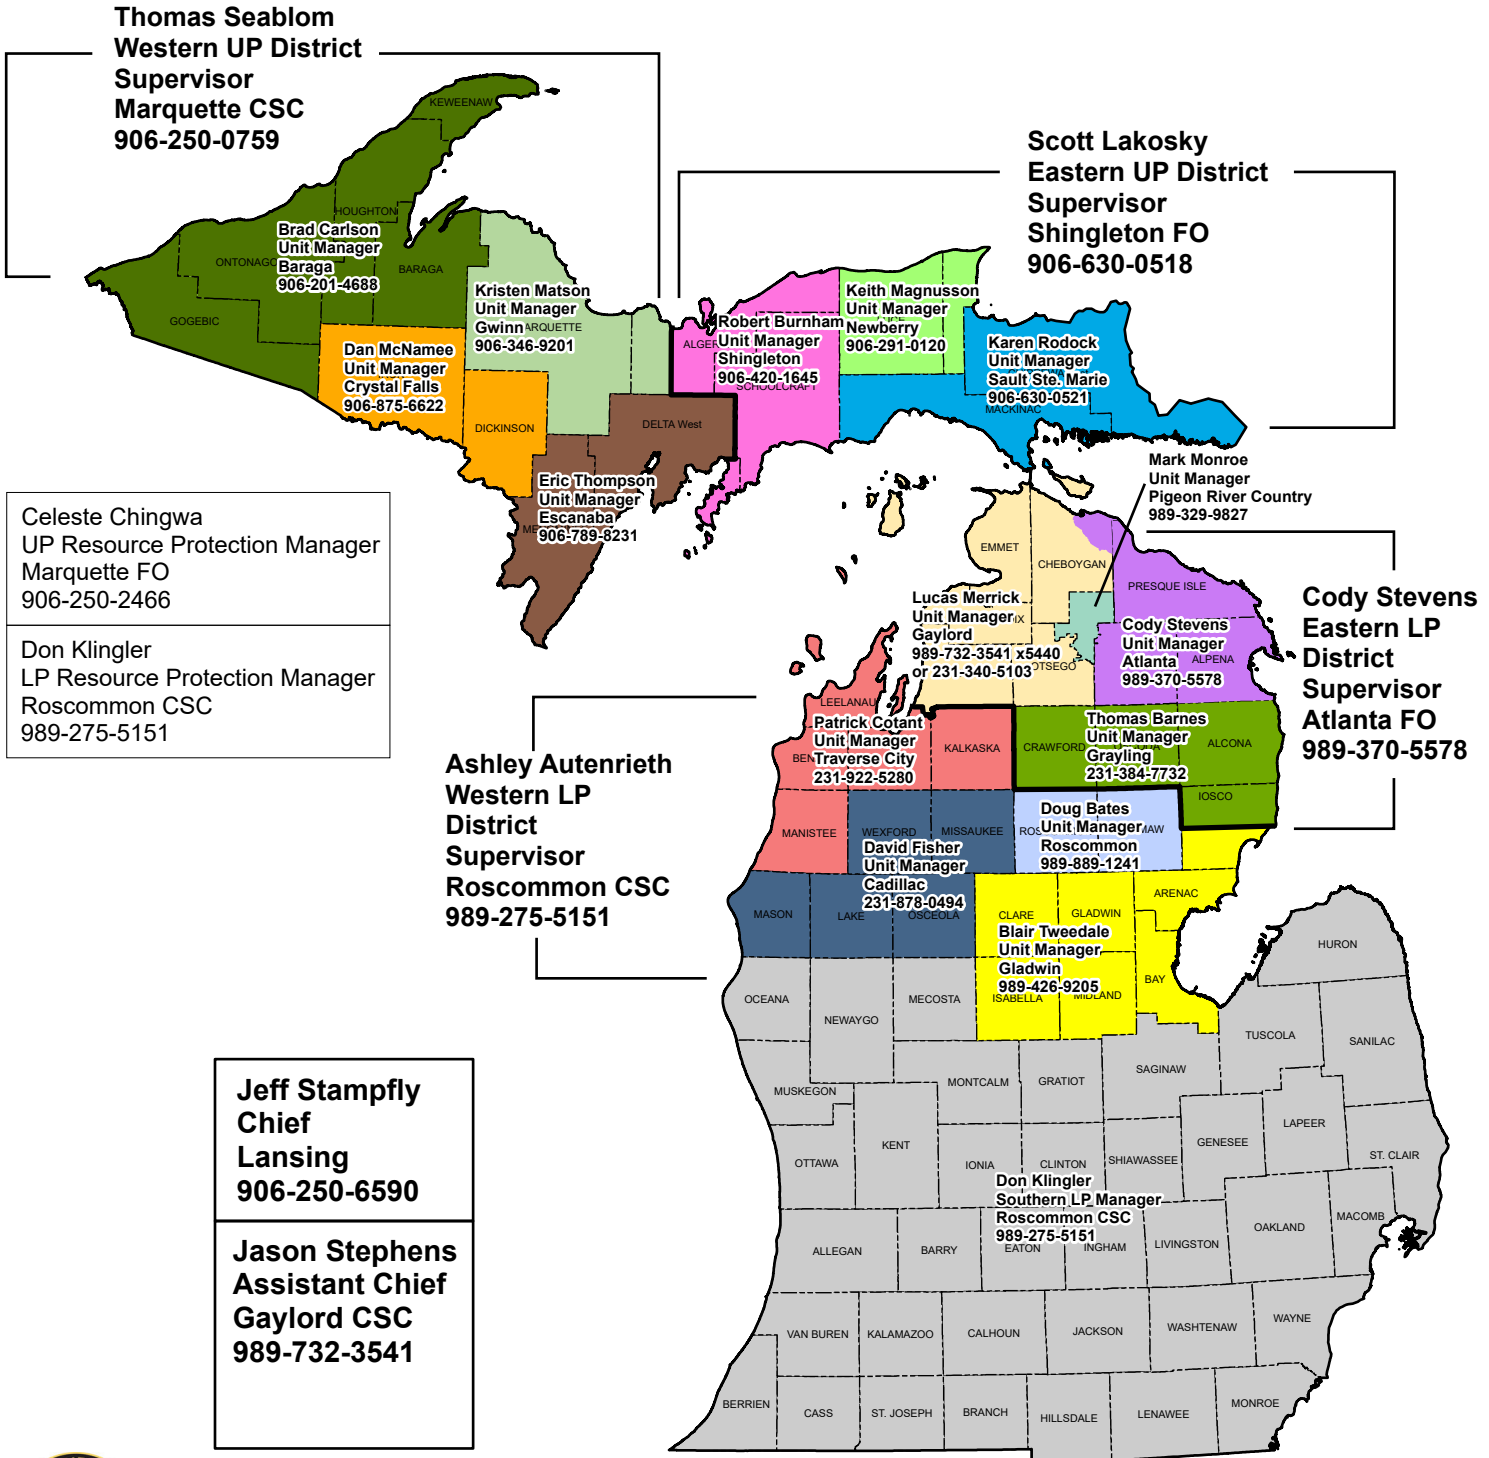 Thomas Seablom
Western UP District
Supervisor
Marquette CSC
906-250-0759
Scott Lakosky
Eastern UP District
Supervisor
Shingleton FO
906-630-0518
KEWEENAW
HOUGHTON
ONTONAGO
BARAGA
GOGEBIC
Brad Carlson
Unit Manager
Baraga
906-201-4688
Kristen Matson
Unit Manager
Gwinn
906-346-9201
ARQUETTE
Dan McNamee
Unit Manager
Crystal Falls
906-875-6622
DICKINSON
DELTA West
ALGER
Robert Burnham
Unit Manager
Shingleton
906-420-1645
SCHOOLCRAFT
Keith Magnusson
Unit Manager
Newberry
906-291-0120
Karen Rodock
Unit Manager
Sault Ste. Marie
906-630-0521
MACKINAC
Eric Thompson
Unit Manager
Escanaba
906-789-8231
ME
Mark Monroe
Unit Manager
Pigeon River Country
989-329-9827
Celeste Chingwa
UP Resource Protection Manager
Marquette FO
906-250-2466
Don Klingler
LP Resource Protection Manager
Roscommon CSC
989-275-5151
EMMET
CHEBOYGAN
PRESQUE ISLE
Lucas Merrick
Unit Manager
Gaylord
989-732-3541 x5440
or 231-340-5103
IX
OTSEGO
Cody Stevens
Unit Manager
Atlanta
989-370-5578
ALPENA
Cody Stevens
Eastern LP
District
Supervisor
Atlanta FO
989-370-5578
Ashley Autenrieth
Western LP
District
Supervisor
Roscommon CSC
989-275-5151
LEELANAU
BEN
KALKASKA
Patrick Cotant
Unit Manager
Traverse City
231-922-5280
CRAWFORD
Thomas Barnes
Unit Manager
Grayling
231-384-7732
ALCONA
IOSCO
MANISTEE
WEXFORD
MISSAUKEE
David Fisher
Unit Manager
Cadillac
231-878-0494
ROS
MAW
Doug Bates
Unit Manager
Roscommon
989-889-1241
MASON
LAKE
OSCEOLA
CLARE
GLADWIN
ARENAC
Blair Tweedale
Unit Manager
Gladwin
989-426-9205
ISABELLA
MIDLAND
BAY
HURON
OCEANA
NEWAYGO
MECOSTA
TUSCOLA
SANILAC
MUSKEGON
MONTCALM
GRATIOT
SAGINAW
LAPEER
GENESEE
ST. CLAIR
OTTAWA
KENT
IONIA
CLINTON
SHIAWASSEE
Don Klingler
Southern LP Manager
Roscommon CSC
989-275-5151
MACOMB
OAKLAND
ALLEGAN
BARRY
EATON
INGHAM
LIVINGSTON
VAN BUREN
KALAMAZOO
CALHOUN
JACKSON
WASHTENAW
WAYNE
BERRIEN
CASS
ST. JOSEPH
BRANCH
HILLSDALE
LENAWEE
MONROE
Jeff Stampfly
Chief
Lansing
906-250-6590
Jason Stephens
Assistant Chief
Gaylord CSC
989-732-3541